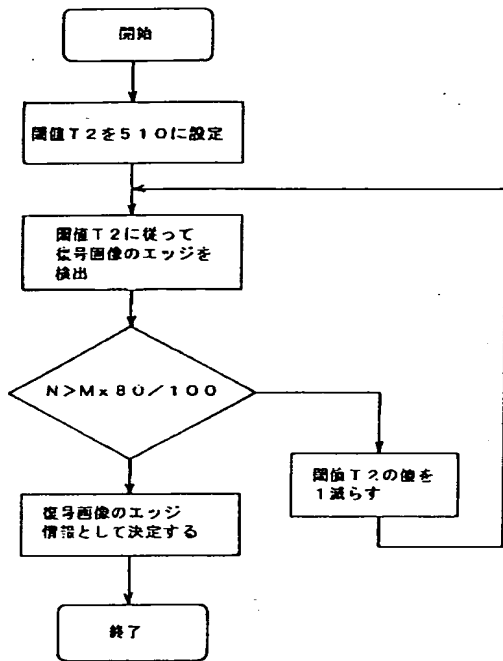 開始
閾値T2を510に設定
閾値T2に従って
復号画像のエッジを
検出
N>M×80/100
閾値T2の値を
1減らす
復号画像のエッジ
情報として決定する
終了